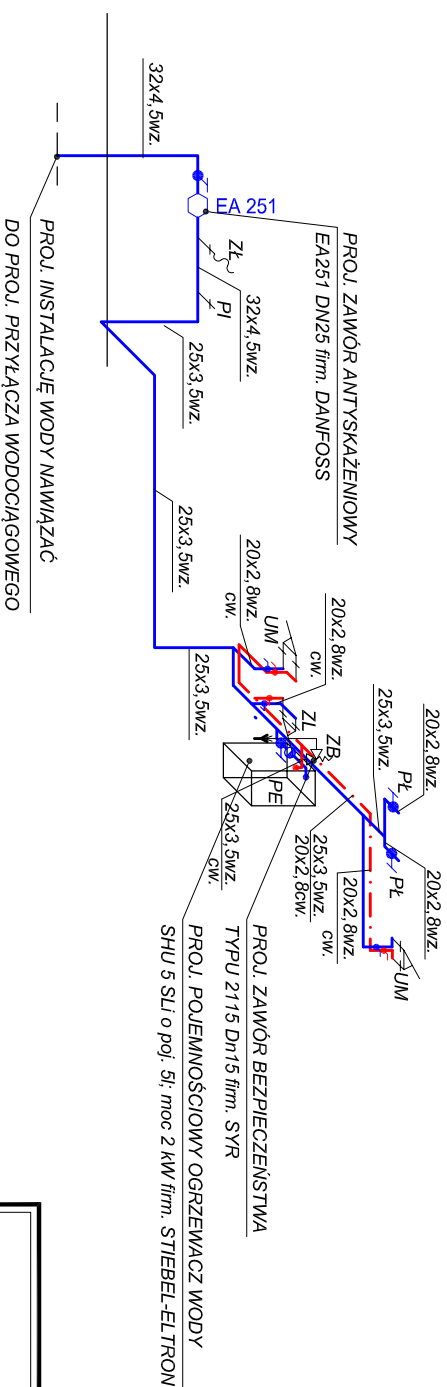 32x4,5wz.
EA 251
PROJ. ZAWÓR ANTYSKAŻENIOWY
EA251 DN25 firm. DANFOSS
ZŁ
32x4,5wz.
PI
25x3,5wz.
PROJ. INSTALACJĘ WODY NAWIĄZAĆ
DO PROJ. PRZYŁĄCZA WODOCIĄGOWEGO
25x3,5wz.
25x3,5wz.
20x2,8wz.
cw.
UM
20x2,8wz.
cw.
ZL
ZB
PE
25x3,5wz.
cw.
25x3,5wz.
20x2,8wz.
PŁ
20x2,8wz.
PŁ
UM
20x2,8wz.
cw.
25x3,5wz.
20x2,8cw.
PROJ. ZAWÓR BEZPIECZEŃSTWA
TYPU 2115 Dn15 firm. SYR
PROJ. POJEMNOŚCIOWY OGRZEWACZ WODY
SHU 5 SLi o poj. 5l; moc 2 kW firm. STIEBEL-ELTRON